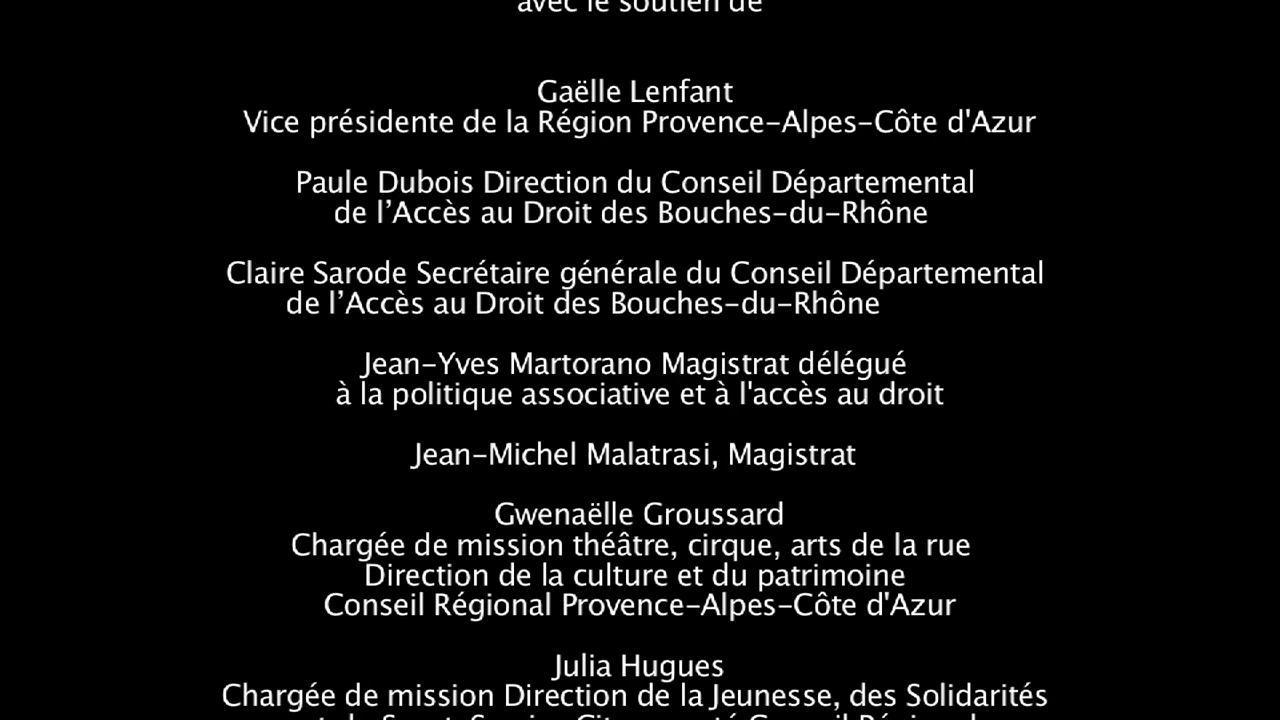 avec le soutien de
Gaëlle Lenfant
Vice présidente de la Région Provence-Alpes-Côte d'Azur
Paule Dubois Direction du Conseil Départemental
de l’Accès au Droit des Bouches-du-Rhône
Claire Sarode Secrétaire générale du Conseil Départemental
de l’Accès au Droit des Bouches-du-Rhône
Jean-Yves Martorano Magistrat délégué
à la politique associative et à l'accès au droit
Jean-Michel Malatrasi, Magistrat
Gwenaëlle Groussard
Chargée de mission théâtre, cirque, arts de la rue
Direction de la culture et du patrimoine
Conseil Régional Provence-Alpes-Côte d'Azur
Julia Hugues
Chargée de mission Direction de la Jeunesse, des Solidarités